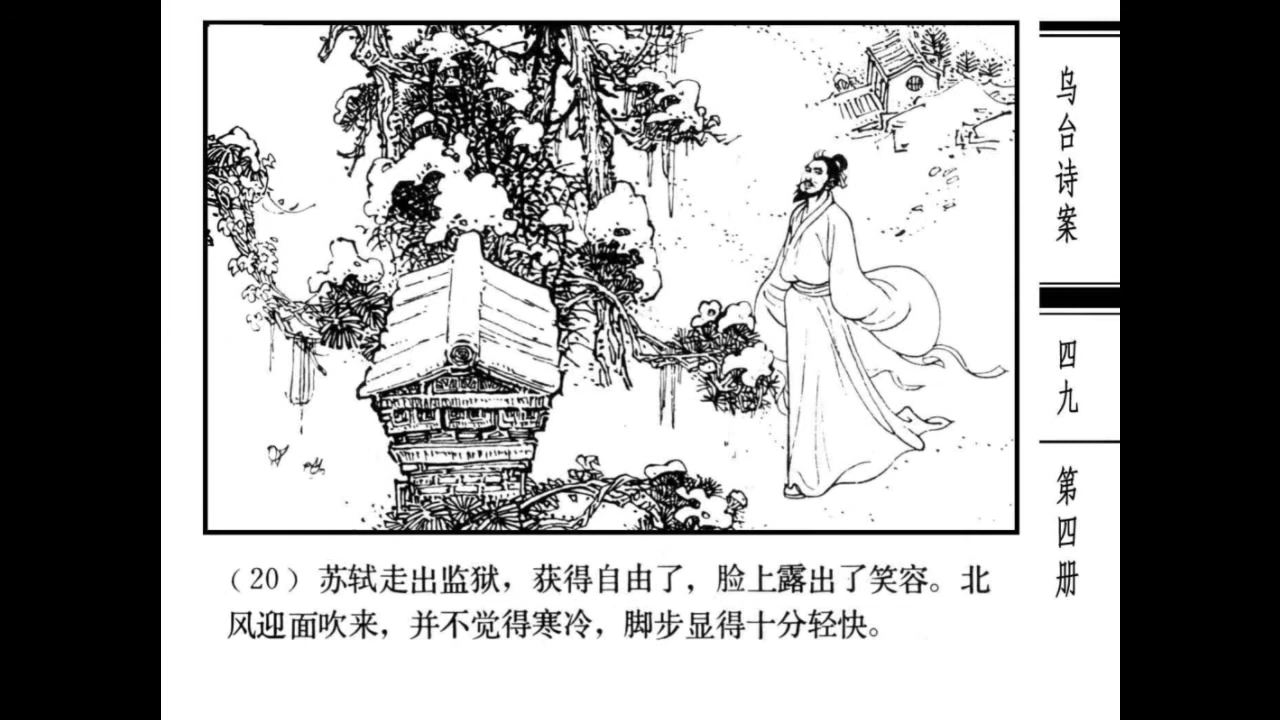 (20) 苏轼走出监狱，获得自由了，脸上露出了笑容。北
风迎面吹来，并不觉得寒冷，脚步显得十分轻快。
乌台诗案
四九
第四册